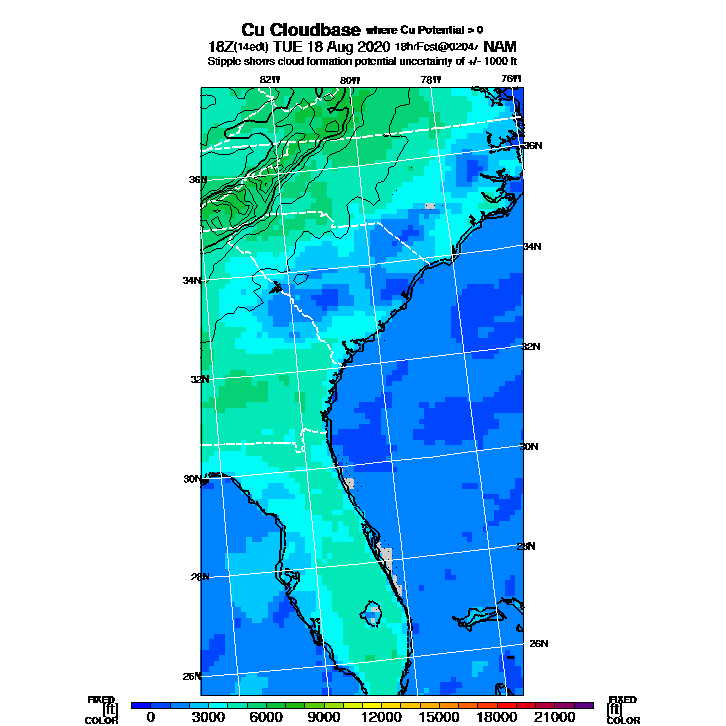 Cu Cloudbase where Cu Potential > 0
18Z(14edt) TUE 18 Aug 2020 18hrFcst@0204z NAM
Stipple shows cloud formation potential uncertainty of +/- 1000 ft
82W 80W 78W 76W
36N
36N
34N
34N
32N
32N
30N
30N
28N
28N
26N
26N
FIXED FIXED
[ft] [ft]
COLOR 0 3000 6000 9000 12000 15000 18000 21000 COLOR